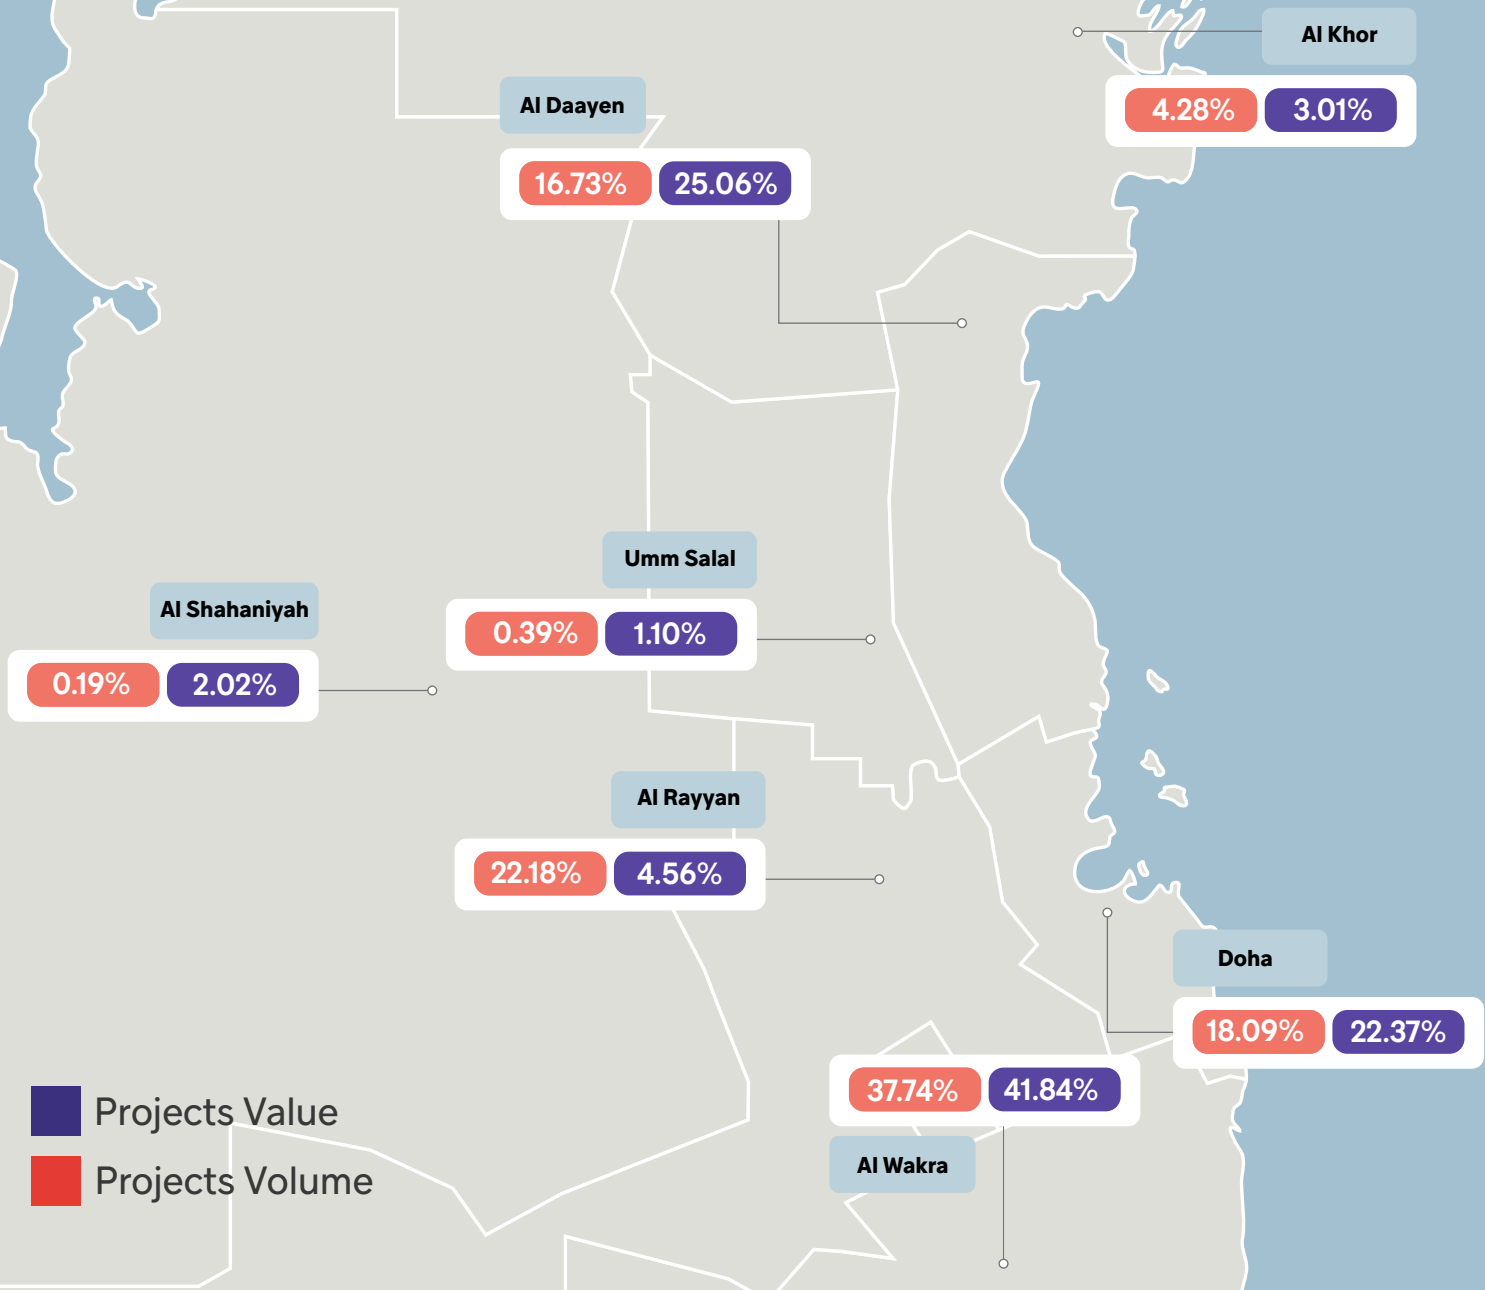 Al Khor
4.28% 3.01%
Al Daayen
16.73% 25.06%
Umm Salal
0.39% 1.10%
Al Shahaniyah
0.19% 2.02%
Al Rayyan
22.18% 4.56%
Doha
18.09% 22.37%
37.74% 41.84%
Al Wakra
Projects Value
Projects Volume